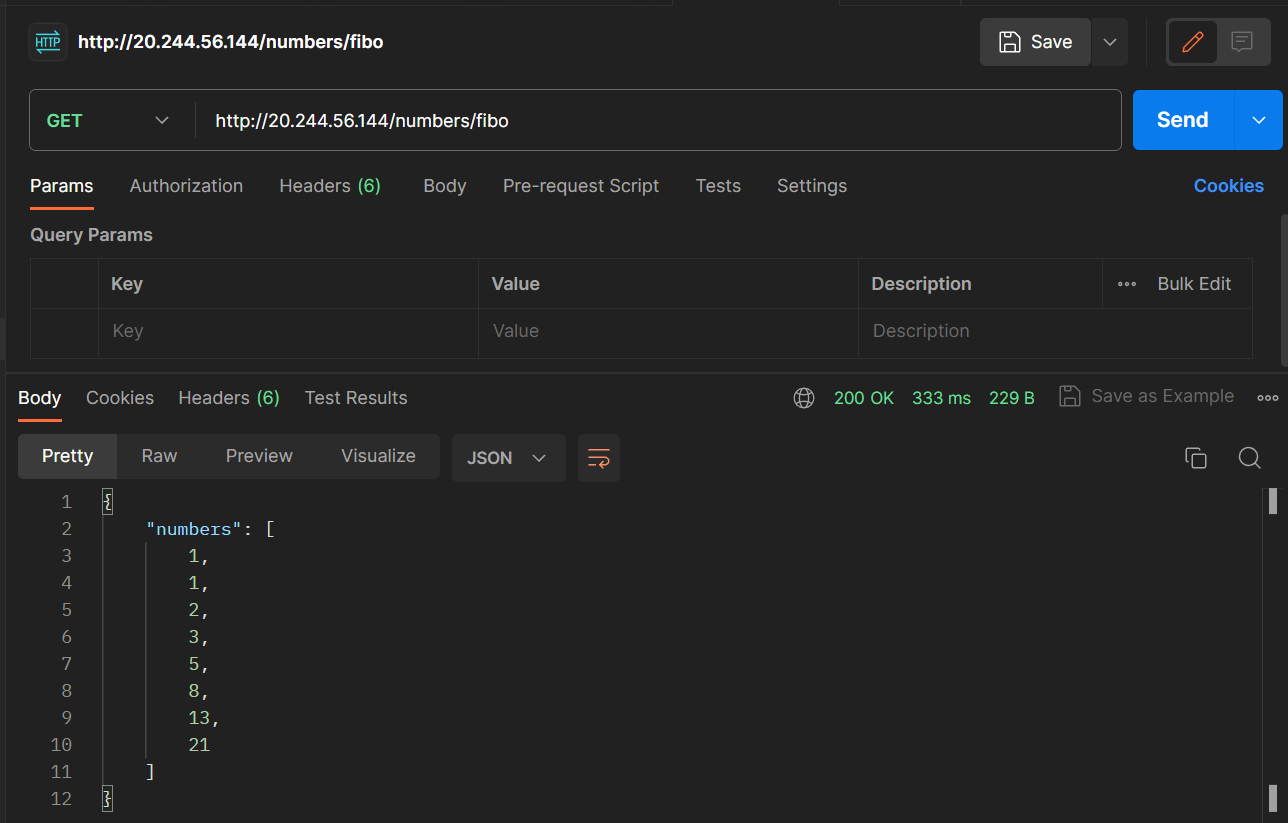 HTTP http://20.244.56.144/numbers/fibo Save
GET http://20.244.56.144/numbers/fibo Send
Params Authorization Headers (6) Body Pre-request Script Tests Settings Cookies
Query Params
Key Value Description Bulk Edit
Key Value Description
Body Cookies Headers (6) Test Results 200 OK 333 ms 229 B Save as Example
Pretty Raw Preview Visualize JSON
1 {
2 "numbers": [
3 1,
4 1,
5 2,
6 3,
7 5,
8 8,
9 13,
10 21
11 ]
12 }